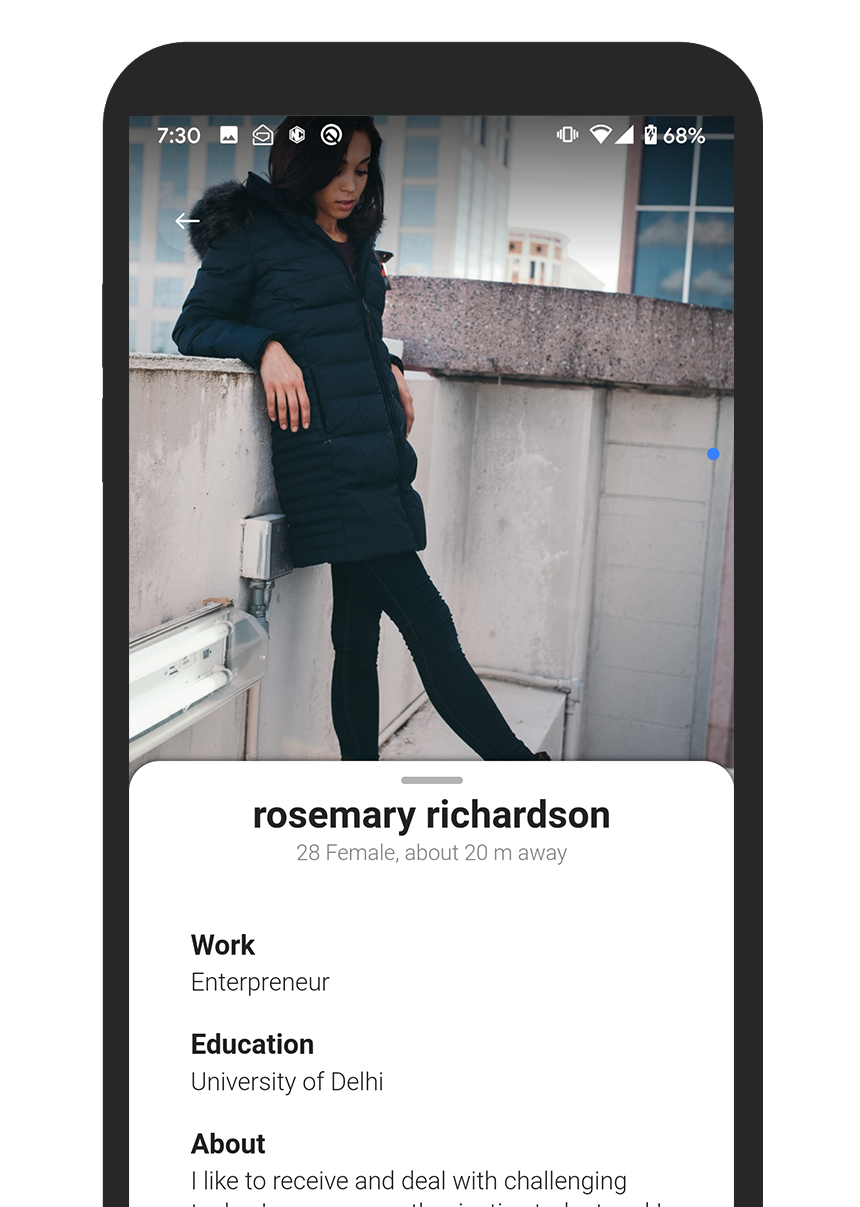 7:30
68%
rosemary richardson
28 Female, about 20 m away
Work
Enterpreneur
Education
University of Delhi
About
I like to receive and deal with challenging